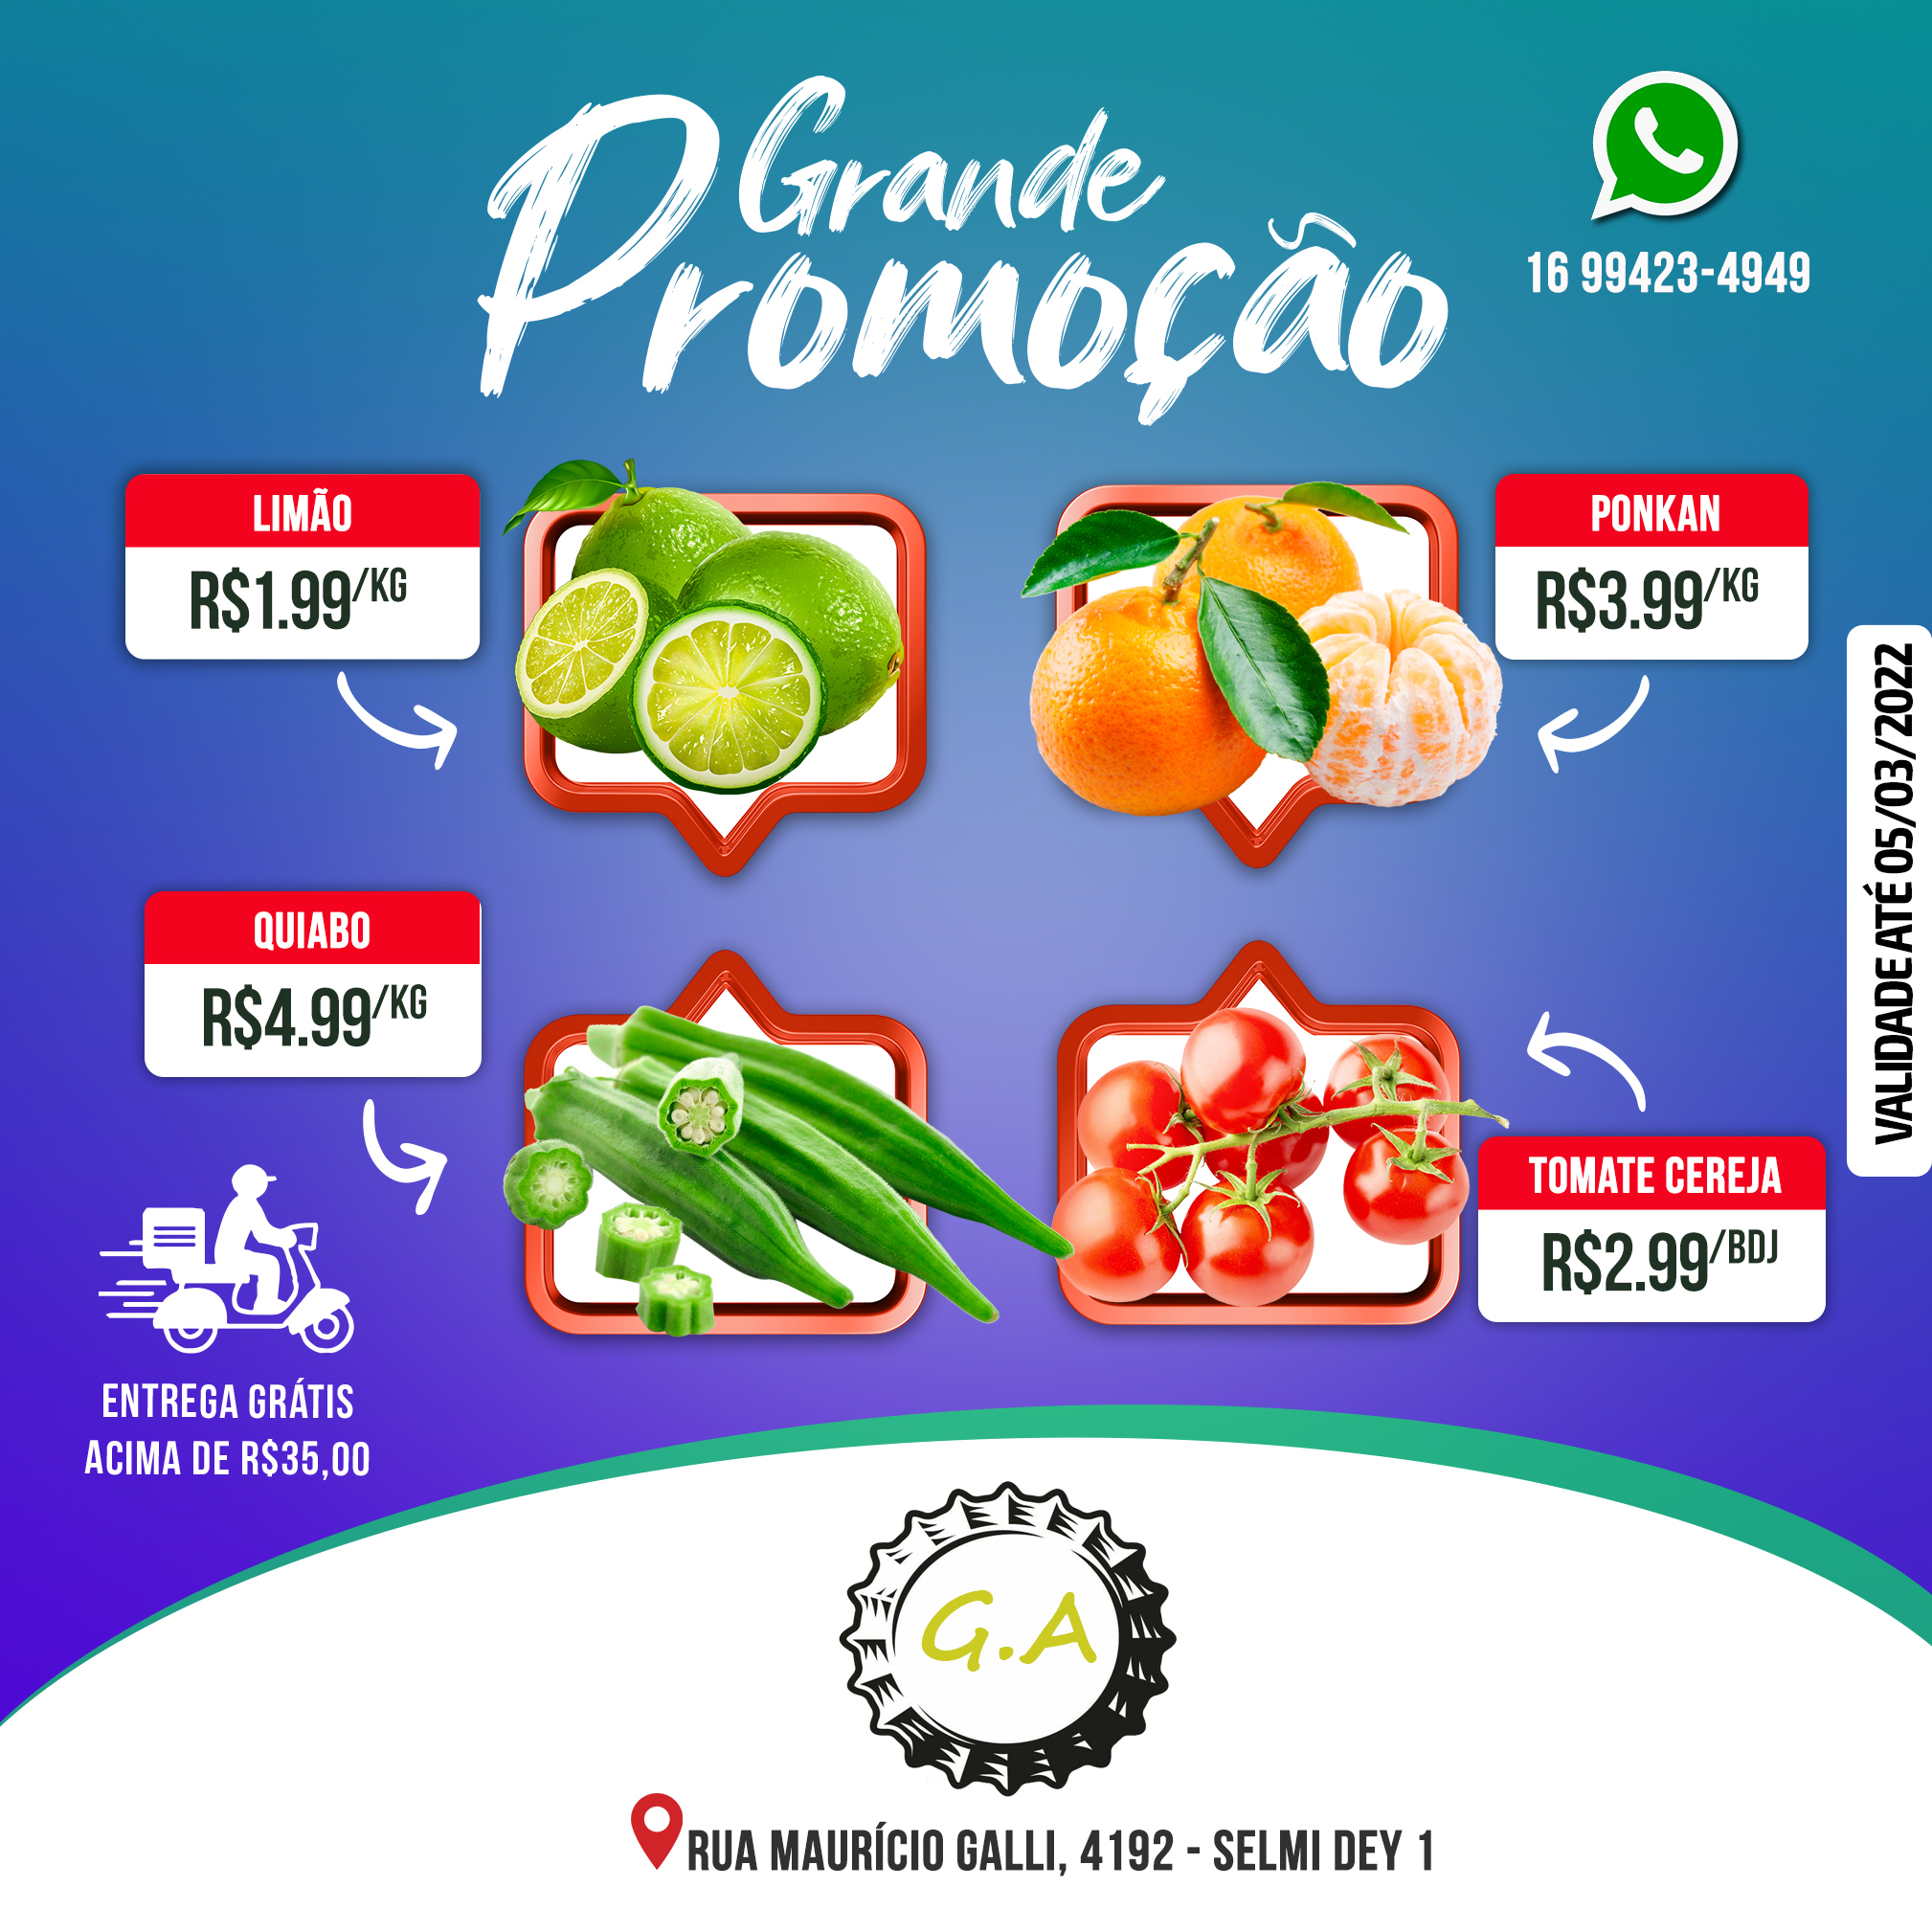 Grande
Promoção
16 99423-4949
LIMÃO
R$1.99/KG
PONKAN
R$3.99/KG
VALIDADE ATÉ 05/03/2022
QUIABO
R$4.99/KG
TOMATE CEREJA
R$2.99/BDJ
ENTREGA GRÁTIS
ACIMA DE R$35,00
G.A
RUA MAURÍCIO GALLI, 4192 - SELMI DEY 1